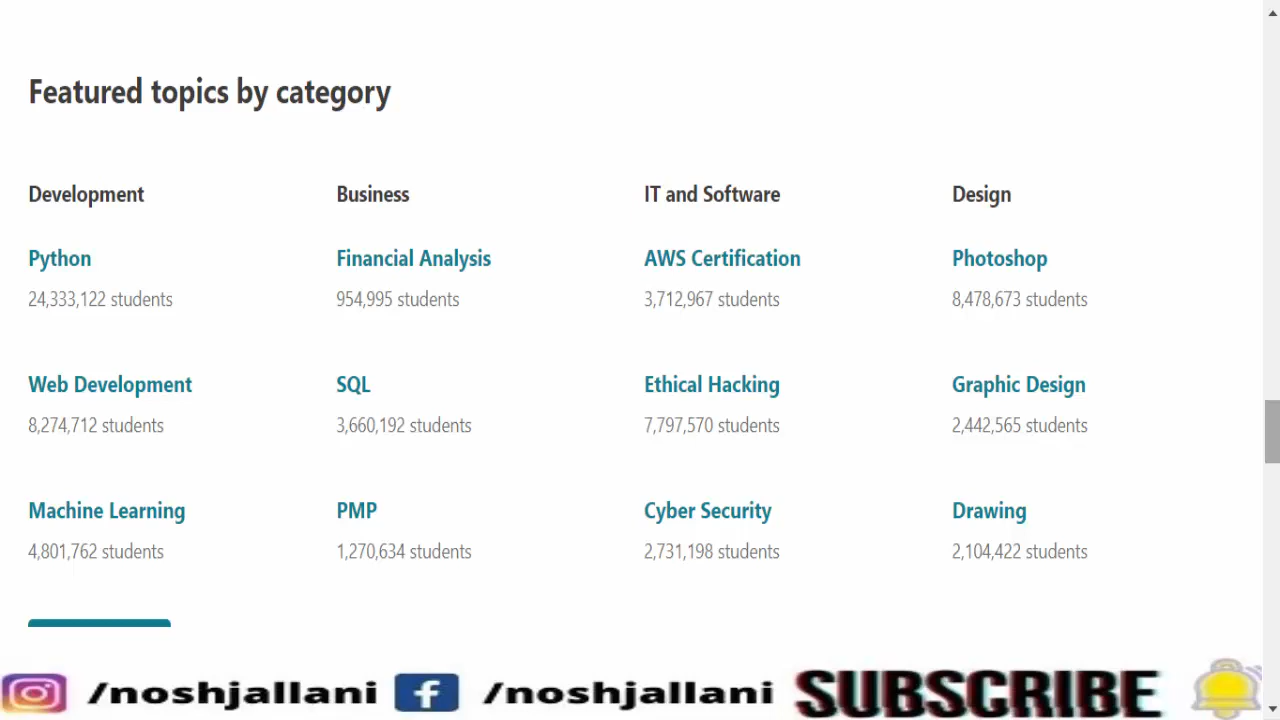 Featured topics by category
Development
Python
24,333,122 students
Web Development
8,274,712 students
Machine Learning
4,801,762 students
Business
Financial Analysis
954,995 students
SQL
3,660,192 students
PMP
1,270,634 students
IT and Software
AWS Certification
3,712,967 students
Ethical Hacking
7,797,570 students
Cyber Security
2,731,198 students
Design
Photoshop
8,478,673 students
Graphic Design
2,442,565 students
Drawing
2,104,422 students
/noshjallani
/noshjallani
SUBSCRIBE